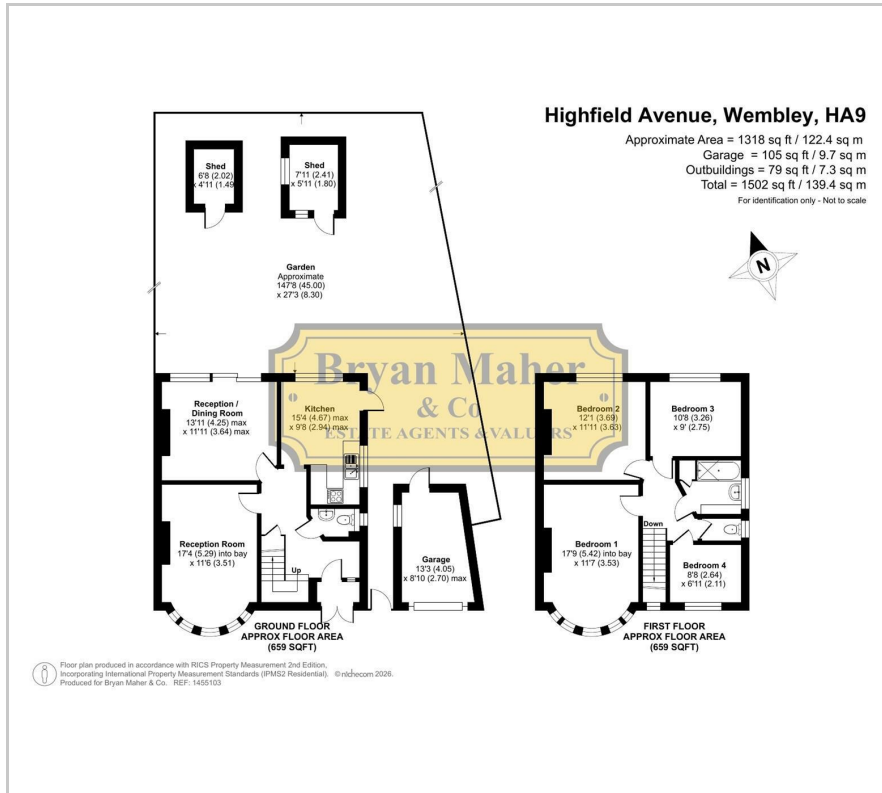 Highfield Avenue, Wembley, HA9
Approximate Area = 1318 sq ft / 122.4 sq m
Garage = 105 sq ft / 9.7 sq m
Outbuildings = 79 sq ft / 7.3 sq m
Total = 1502 sq ft / 139.4 sq m
For identification only - Not to scale
N
Shed
6'8 (2.02)
x 4'11 (1.49
Shed
7'11 (2.41)
x 5'11 (1.80)
Garden
Approximate
147'8 (45.00)
x 27'3 (8.30)
Bryan Maher
& Co
ESTATE AGENTS & VALUERS
Reception /
Dining Room
13'11 (4.25) max
x 11'11 (3.64) max
Kitchen
15'4 (4.67) max
x 9'8 (2.94) max
Reception Room
17'4 (5.29) into bay
x 11'6 (3.51)
Up
Garage
13'3 (4.05)
x 8'10 (2.70) max
GROUND FLOOR
APPROX FLOOR AREA
(659 SQFT)
Bedroom 2
12'1 (3.69)
x 11'11 (3.63)
Bedroom 3
10'8 (3.26)
x 9' (2.75)
Bedroom 1
17'9 (5.42) into bay
x 11'7 (3.53)
Down
Bedroom 4
8'8 (2.64)
x 6'11 (2.11)
FIRST FLOOR
APPROX FLOOR AREA
(659 SQFT)
Floor plan produced in accordance with RICS Property Measurement 2nd Edition,
Incorporating International Property Measurement Standards (IPMS2 Residential). ©nichecom 2026.
Produced for Bryan Maher & Co. REF: 1455103